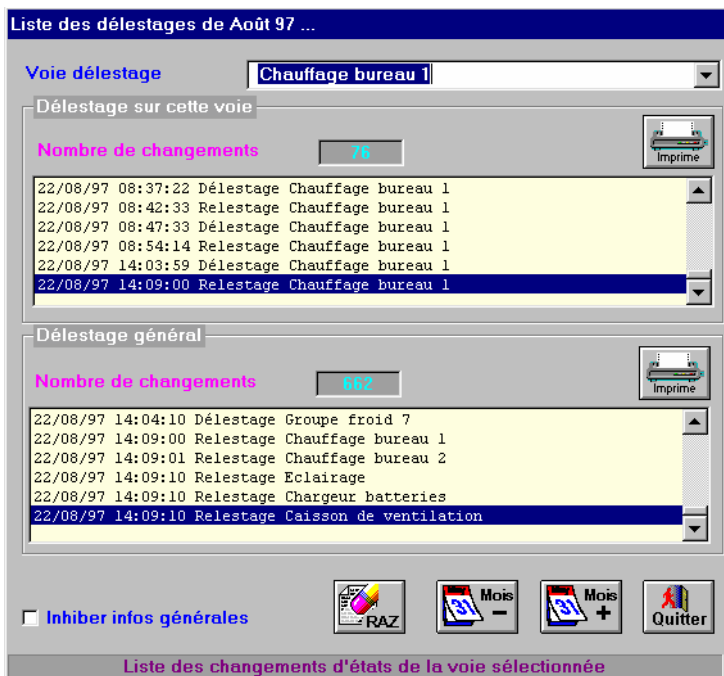 Liste des délestages de Août 97 ...
Voie délestage
Chauffage bureau 1
Délestage sur cette voie
Nombre de changements
76
Imprime
22/08/97 08:37:22 Délestage Chauffage bureau 1
22/08/97 08:42:33 Relestage Chauffage bureau 1
22/08/97 08:47:33 Délestage Chauffage bureau 1
22/08/97 08:54:14 Relestage Chauffage bureau 1
22/08/97 14:03:59 Délestage Chauffage bureau 1
22/08/97 14:09:00 Relestage Chauffage bureau 1
Délestage général
Nombre de changements
662
Imprime
22/08/97 14:04:10 Délestage Groupe froid 7
22/08/97 14:09:00 Relestage Chauffage bureau 1
22/08/97 14:09:01 Relestage Chauffage bureau 2
22/08/97 14:09:10 Relestage Eclairage
22/08/97 14:09:10 Relestage Chargeur batteries
22/08/97 14:09:10 Relestage Caisson de ventilation
Inhiber infos générales
RAZ
31 Mois -
31 Mois +
Quitter
Liste des changements d'états de la voie sélectionnée